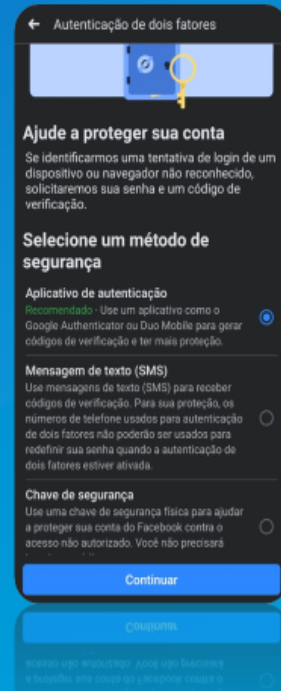 Autenticação de dois fatores
Ajude a proteger sua conta
Se identificarmos uma tentativa de login de um
dispositivo ou navegador não reconhecido,
solicitaremos sua senha e um código de
verificação.
Selecione um método de
segurança
Aplicativo de autenticação
Recomendado · Use um aplicativo como o
Google Authenticator ou Duo Mobile para gerar
códigos de verificação e ter mais proteção.
Mensagem de texto (SMS)
Use mensagens de texto (SMS) para receber
códigos de verificação. Para sua proteção, os
números de telefone usados para autenticação
de dois fatores não poderão ser usados para
redefinir sua senha quando a autenticação de
dois fatores estiver ativada.
Chave de segurança
Use uma chave de segurança física para ajudar
a proteger sua conta do Facebook contra o
acesso não autorizado. Você não precisará
Continuar